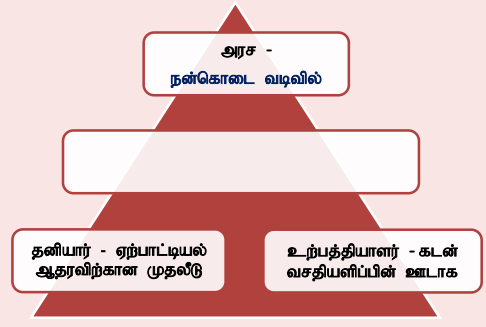 அரச -
நன்கொடை வடிவில்
தனியார் - ஏற்பாட்டியல்
ஆதரவிற்கான முதலீடு
உற்பத்தியாளர் - கடன்
வசதியளிப்பின் ஊடாக